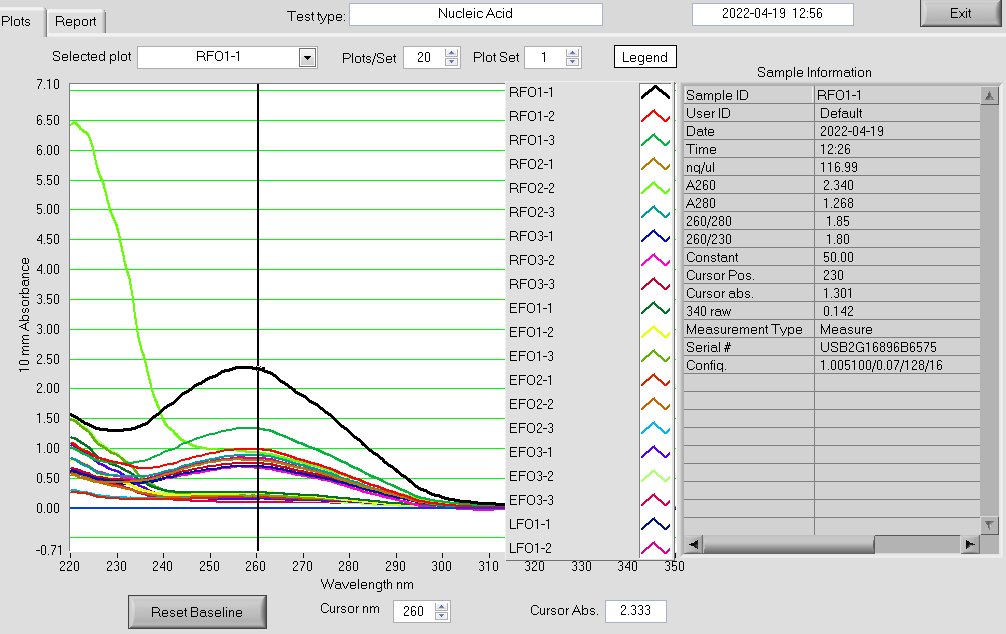 Plots Report Test type: Nucleic Acid 2022-04-19 12:56 Exit
Selected plot RFO1-1 Plots/Set 20 Plot Set 1 Legend
Sample Information
7.10
6.50
6.00
5.50
5.00
4.50
4.00
3.50
3.00
2.50
2.00
1.50
1.00
0.50
0.00
-0.71
10 mm Absorbance
220 230 240 250 260 270 280 290 300 310 320 330 340 350
Wavelength nm
RFO1-1
RFO1-2
RFO1-3
RFO2-1
RFO2-2
RFO2-3
RFO3-1
RFO3-2
RFO3-3
EFO1-1
EFO1-2
EFO1-3
EFO2-1
EFO2-2
EFO2-3
EFO3-1
EFO3-2
EFO3-3
LFO1-1
LFO1-2
Sample ID RFO1-1
User ID Default
Date 2022-04-19
Time 12:26
ng/ul 116.99
A260 2.340
A280 1.268
260/280 1.85
260/230 1.80
Constant 50.00
Cursor Pos. 230
Cursor abs. 1.301
340 raw 0.142
Measurement Type Measure
Serial # USB2G16896B6575
Config. 1.005100/0.07/128/16
Reset Baseline Cursor nm 260 Cursor Abs. 2.333